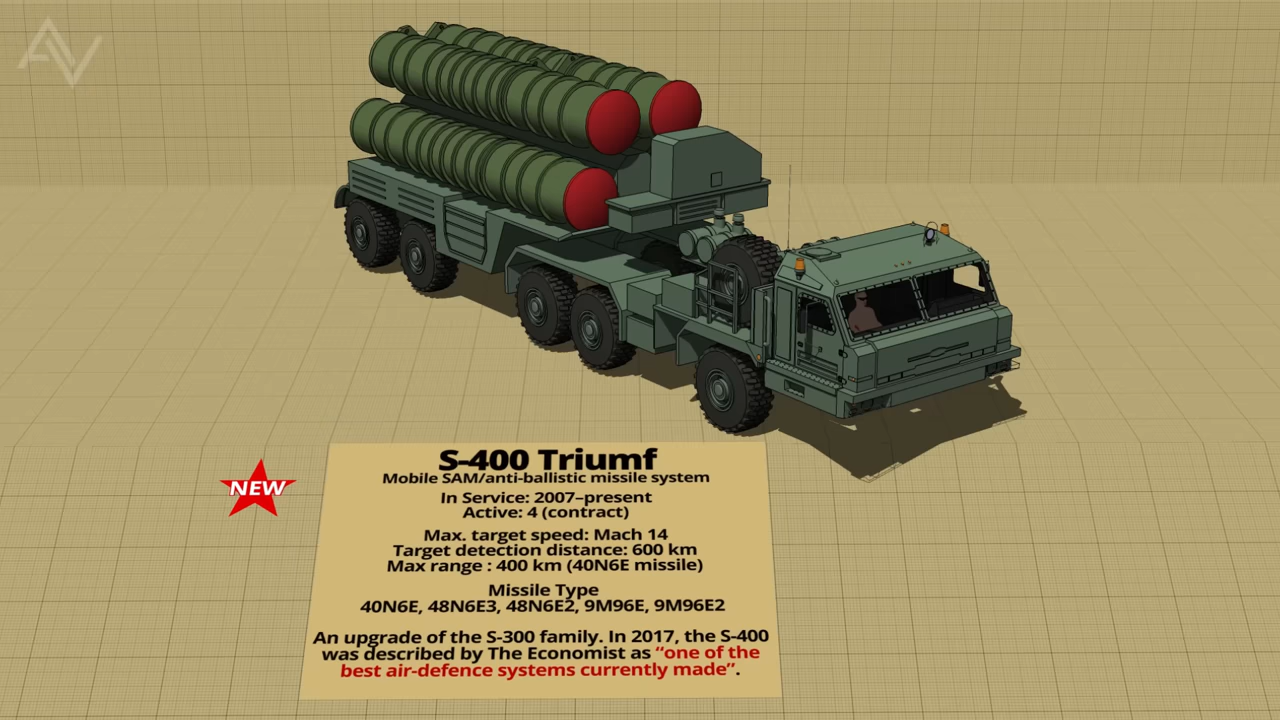 AV
NEW
S-400 Triumf
Mobile SAM/anti-ballistic missile system
In Service: 2007–present
Active: 4 (contract)
Max. target speed: Mach 14
Target detection distance: 600 km
Max range : 400 km (40N6E missile)
Missile Type
40N6E, 48N6E3, 48N6E2, 9M96E, 9M96E2
An upgrade of the S-300 family. In 2017, the S-400
was described by The Economist as “one of the
best air-defence systems currently made”.